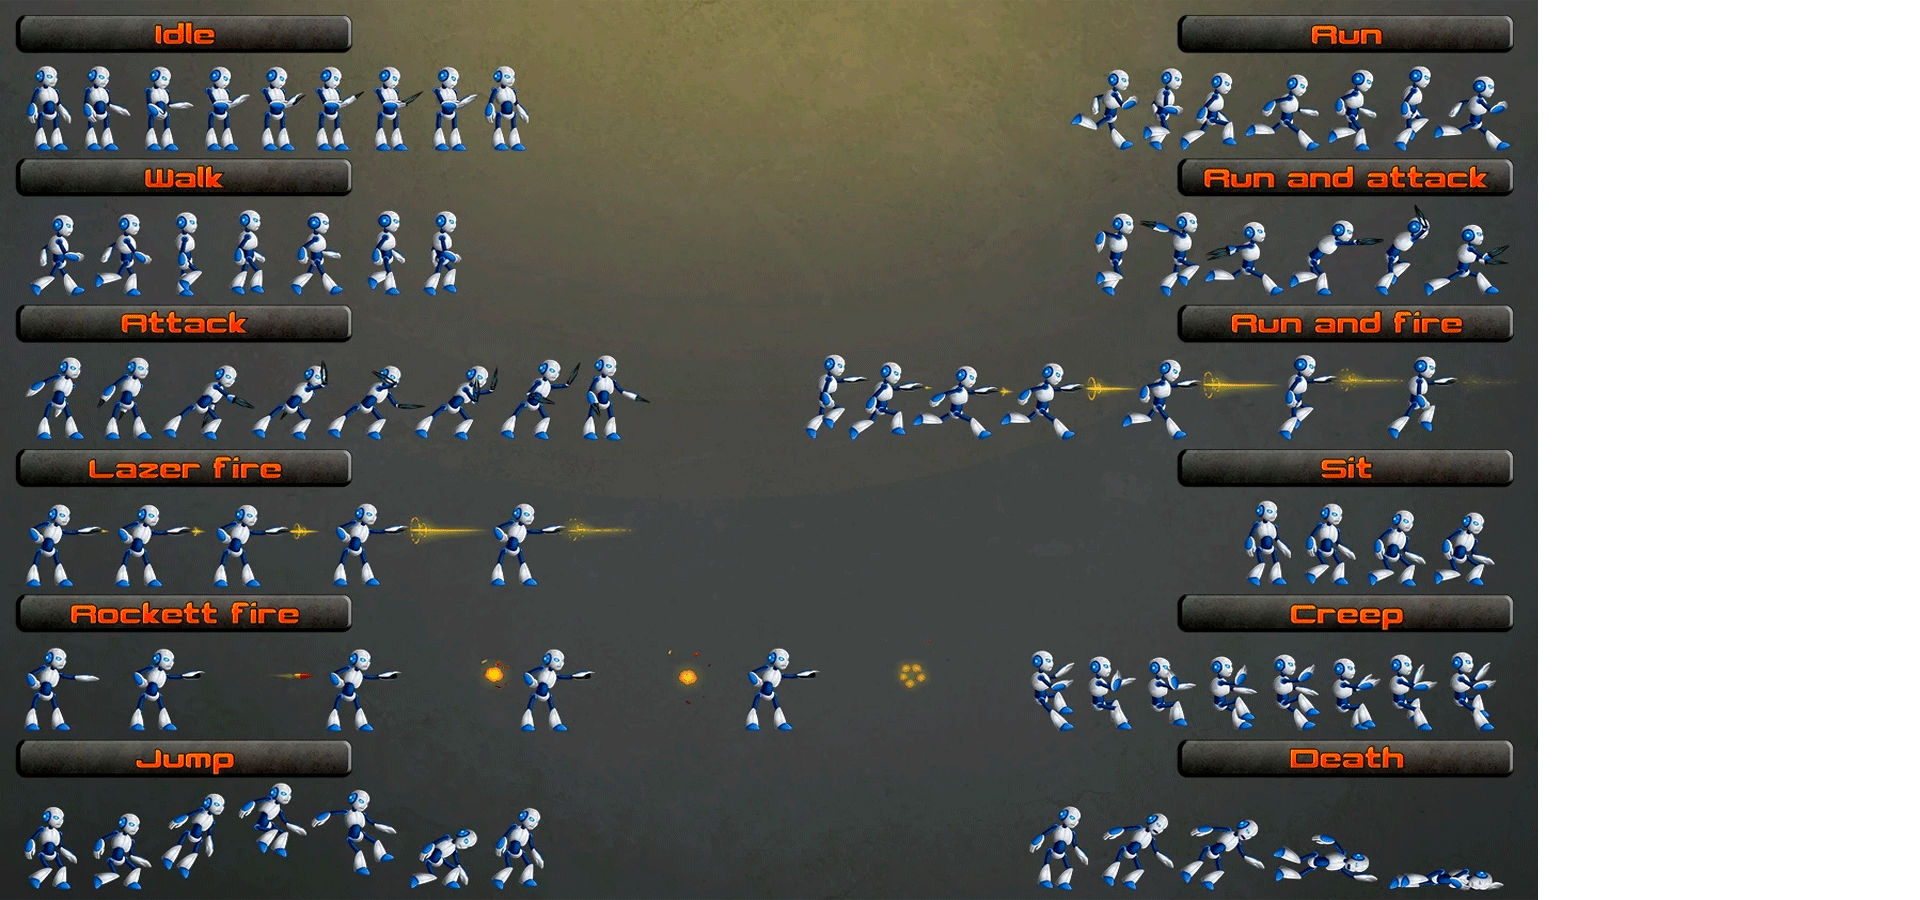 Idle
Run
Walk
Run and attack
Attack
Run and fire
Lazer fire
Sit
Rockett fire
Creep
Jump
Death